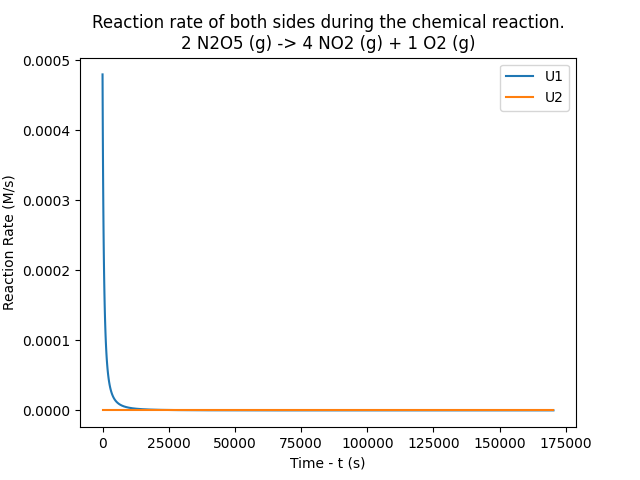 Reaction rate of both sides during the chemical reaction.
2 N2O5 (g) -> 4 NO2 (g) + 1 O2 (g)
0.0005
0.0004
0.0003
0.0002
0.0001
0.0000
Reaction Rate (M/s)
U1
U2
0 25000 50000 75000 100000 125000 150000 175000
Time - t (s)